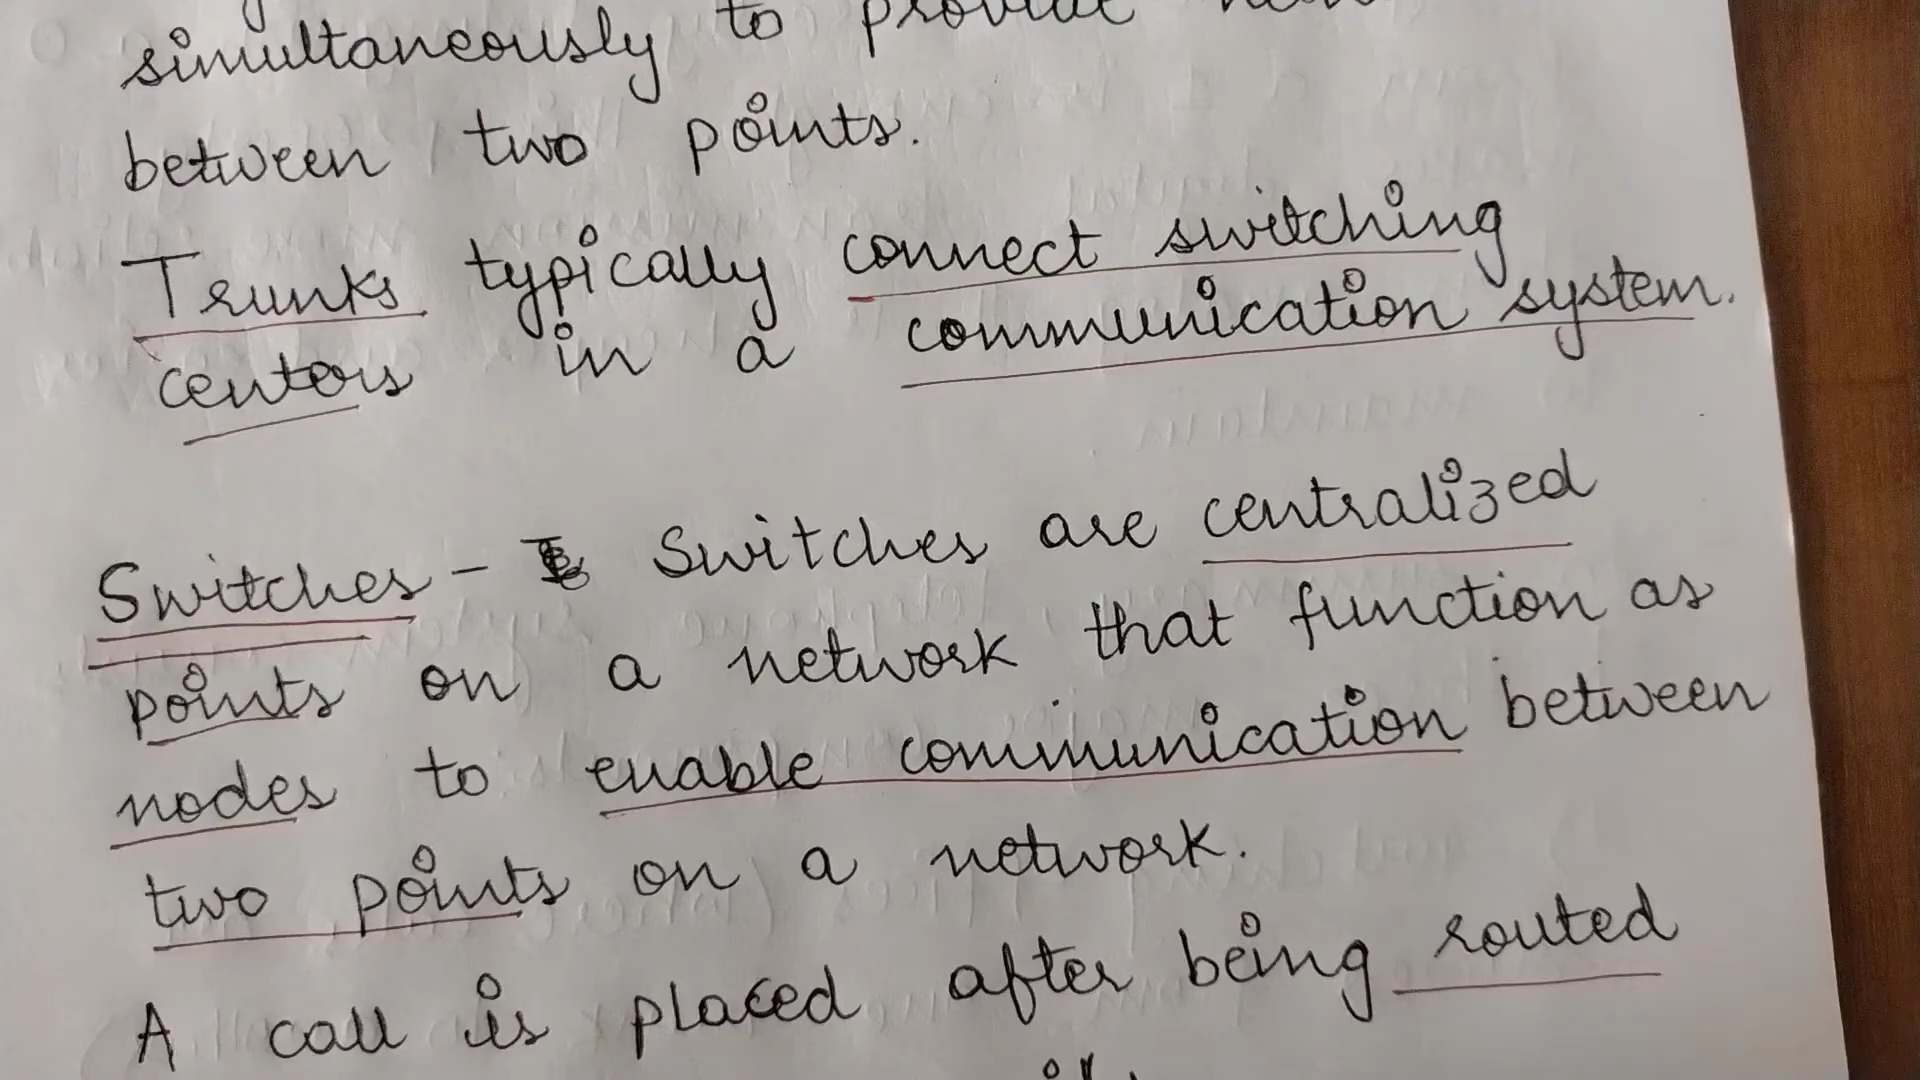 simultaneously to provide
between two points.
Trunks typically connect switching
centers in a communication system.
Switches - Switches are centralized
points on a network that function as
nodes to enable communication between
two points on a network.
A call is placed after being routed